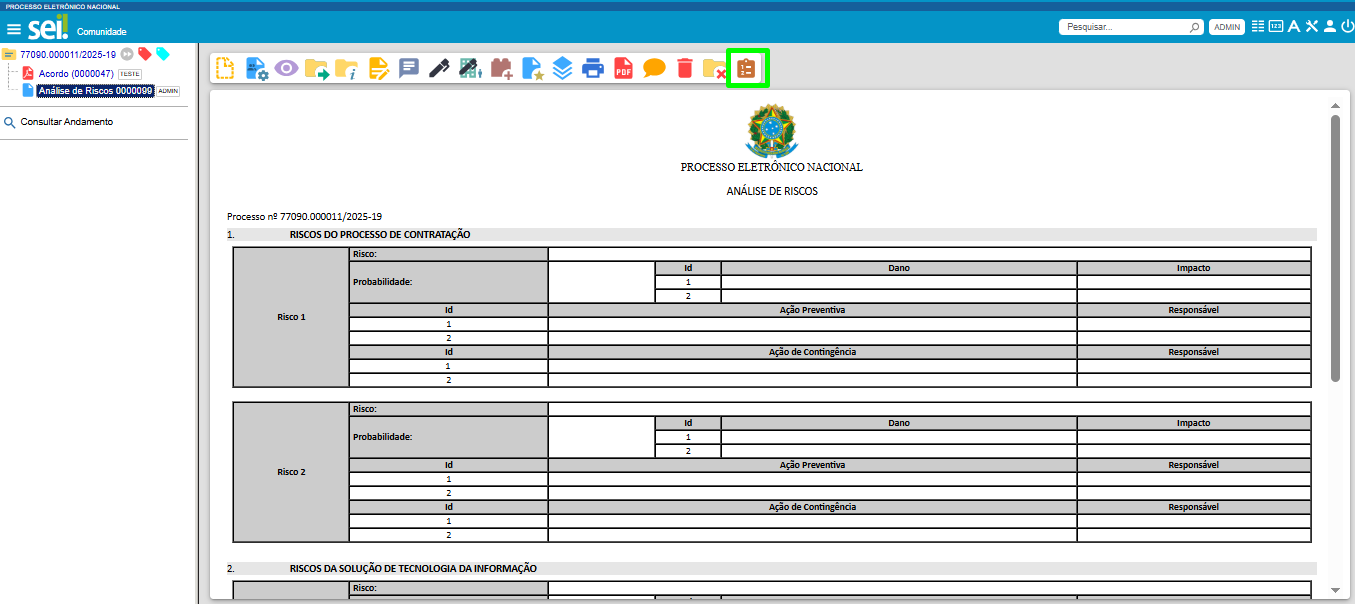 PROCESSO ELETRÔNICO NACIONAL
sei!
Comunidade
Pesquisar...
ADMIN
123
A
77090.000011/2025-19
Acordo (0000047)
TESTE
Análise de Riscos 0000099
ADMIN
Consultar Andamento
PDF
PROCESSO ELETRÔNICO NACIONAL
ANÁLISE DE RISCOS
Processo nº 77090.000011/2025-19
1. RISCOS DO PROCESSO DE CONTRATAÇÃO
Risco 1
Risco:
Probabilidade:
Id Dano Impacto
1
2
Id Ação Preventiva Responsável
1
2
Id Ação de Contingência Responsável
1
2
Risco 2
Risco:
Probabilidade:
Id Dano Impacto
1
2
Id Ação Preventiva Responsável
1
2
Id Ação de Contingência Responsável
1
2
2. RISCOS DA SOLUÇÃO DE TECNOLOGIA DA INFORMAÇÃO
Risco: